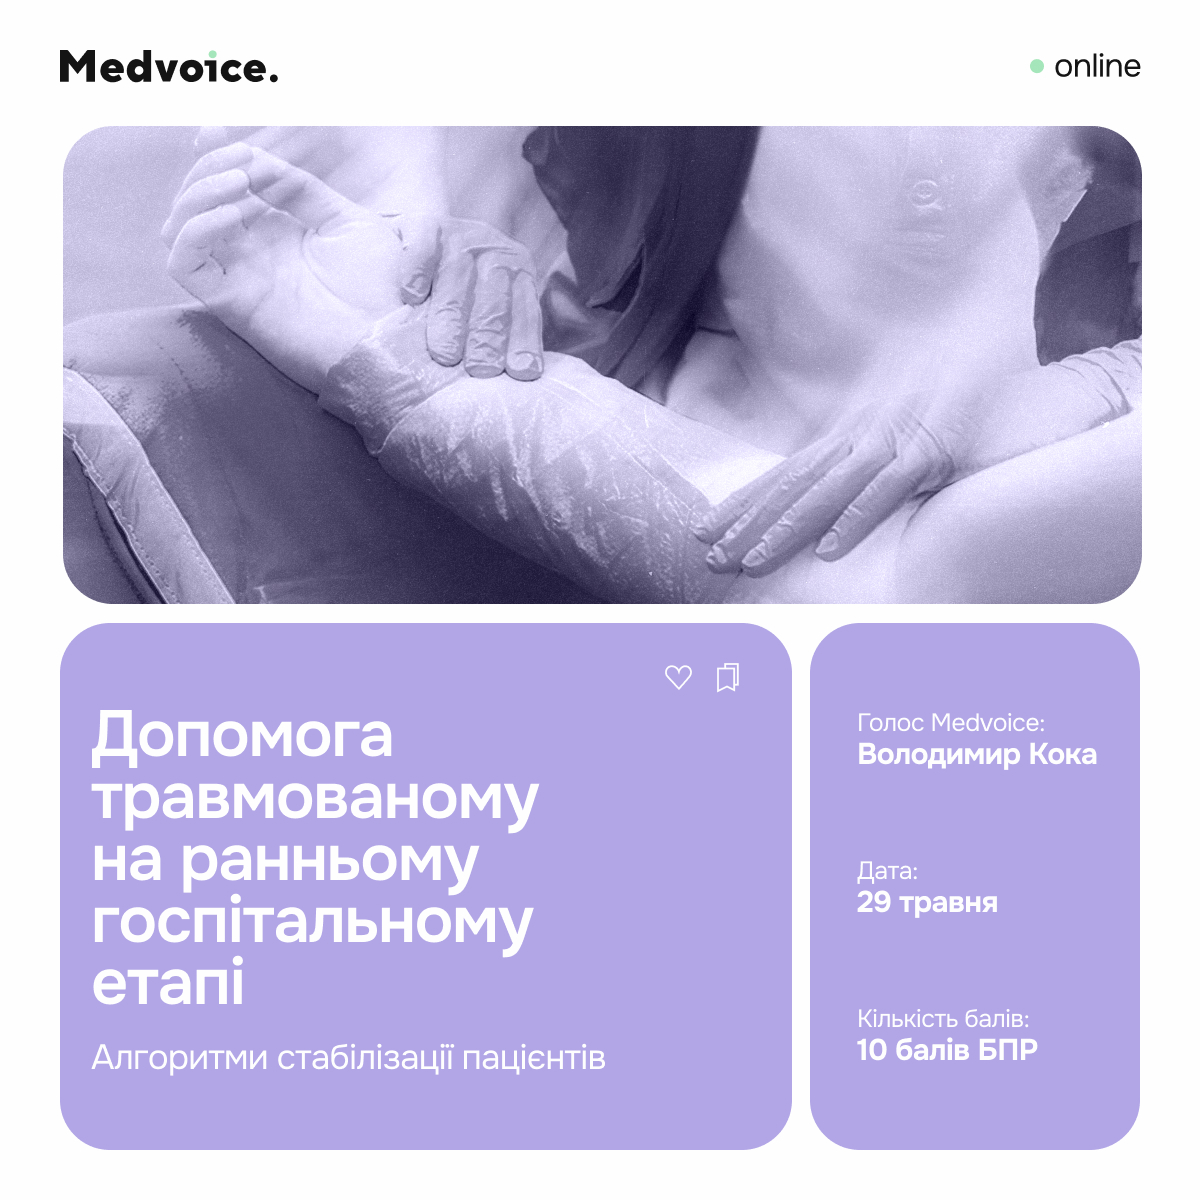 Medvoice.
online
Допомога
травмованому
на ранньому
госпітальному
етапі
Алгоритми стабілізації пацієнтів
Голос Medvoice:
Володимир Кока
Дата:
29 травня
Кількість балів:
10 балів БПР